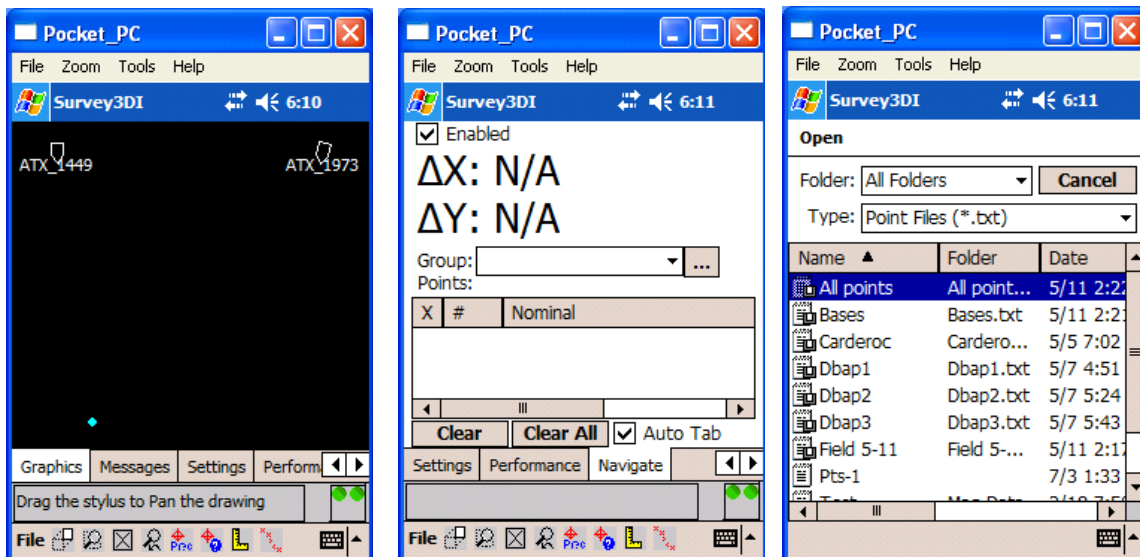 Pocket_PC
File Zoom Tools Help
Survey3DI 6:10
ATX_1449 ATX_1973
Graphics Messages Settings Perform
Drag the stylus to Pan the drawing
File Proc
Pocket_PC
File Zoom Tools Help
Survey3DI 6:11
Enabled
ΔX: N/A
ΔY: N/A
Group: ...
Points:
X # Nominal
Clear Clear All Auto Tab
Settings Performance Navigate
File Proc
Pocket_PC
File Zoom Tools Help
Survey3DI 6:11
Open
Folder: All Folders Cancel
Type: Point Files (*.txt)
Name Folder Date
All points All point... 5/11 2:22
Bases Bases.txt 5/11 2:21
Carderoc Cardero... 5/5 7:02
Dbap1 Dbap1.txt 5/7 4:51
Dbap2 Dbap2.txt 5/7 5:24
Dbap3 Dbap3.txt 5/7 5:43
Field 5-11 Field 5-... 5/11 2:17
Pts-1 7/3 1:33